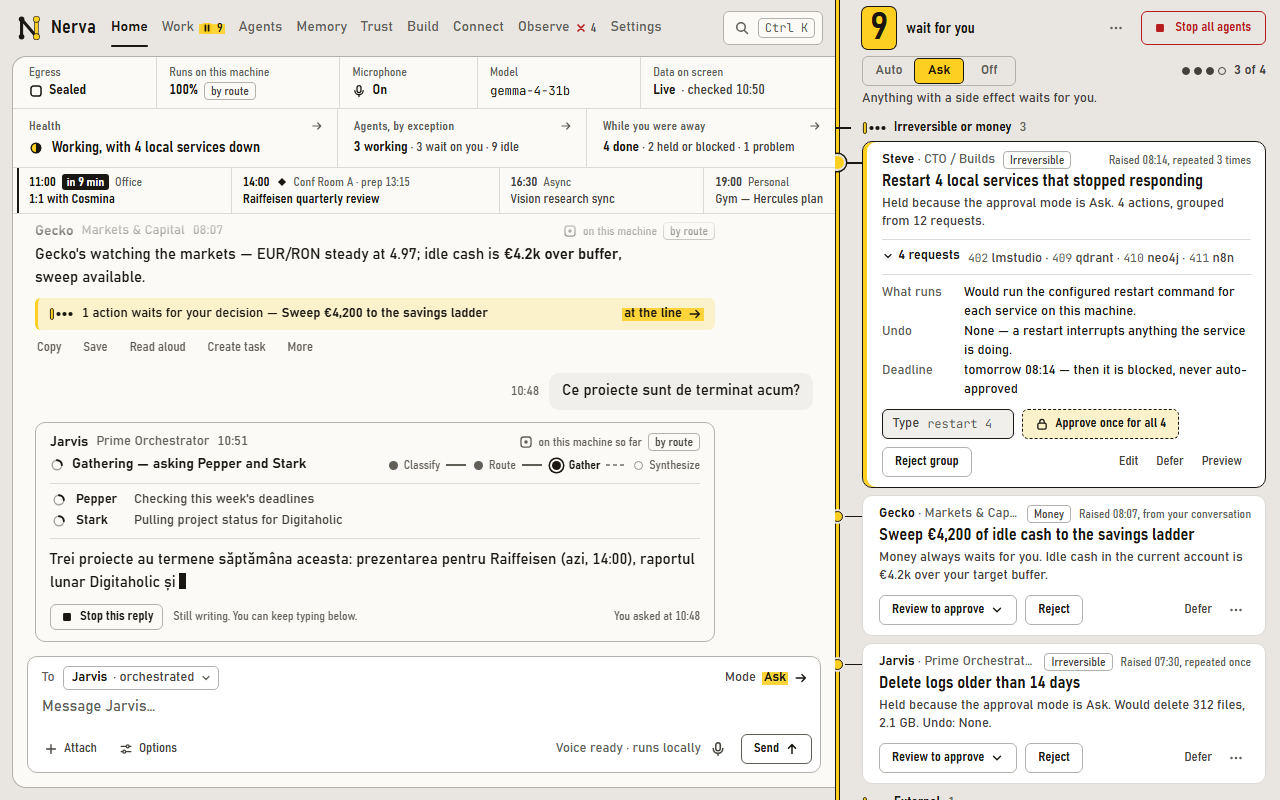 Nerva Home Work 9 Agents Memory Trust Build Connect Observe 4 Settings Ctrl K
Egress
Sealed
Runs on this machine
100% by route
Microphone
On
Model
gemma-4-31b
Data on screen
Live · checked 10:50
Health
Working, with 4 local services down
Agents, by exception
3 working · 3 wait on you · 9 idle
While you were away
4 done · 2 held or blocked · 1 problem
11:00 in 9 min Office
1:1 with Cosmina
14:00 Conf Room A · prep 13:15
Raiffeisen quarterly review
16:30 Async
Vision research sync
19:00 Personal
Gym — Hercules plan
Gecko Markets & Capital 08:07 on this machine by route
Gecko's watching the markets — EUR/RON steady at 4.97; idle cash is €4.2k over buffer,
sweep available.
1 action waits for your decision — Sweep €4,200 to the savings ladder at the line
Copy Save Read aloud Create task More
10:48 Ce proiecte sunt de terminat acum?
Jarvis Prime Orchestrator 10:51 on this machine so far by route
Gathering — asking Pepper and Stark Classify Route Gather Synthesize
Pepper Checking this week's deadlines
Stark Pulling project status for Digitaholic
Trei proiecte au termene săptămâna aceasta: prezentarea pentru Raiffeisen (azi, 14:00), raportul
lunar Digitaholic și
Stop this reply Still writing. You can keep typing below. You asked at 10:48
To Jarvis · orchestrated Mode Ask
Message Jarvis…
Attach Options Voice ready · runs locally Send
9 wait for you ··· Stop all agents
Auto Ask Off 3 of 4
Anything with a side effect waits for you.
Irreversible or money 3
Steve · CTO / Builds Irreversible Raised 08:14, repeated 3 times
Restart 4 local services that stopped responding
Held because the approval mode is Ask. 4 actions, grouped
from 12 requests.
4 requests 402 lmstudio · 409 qdrant · 410 neo4j · 411 n8n
What runs Would run the configured restart command for
each service on this machine.
Undo None — a restart interrupts anything the service
is doing.
Deadline tomorrow 08:14 — then it is blocked, never auto-
approved
Type restart 4 Approve once for all 4
Reject group Edit Defer Preview
Gecko · Markets & Cap… Money Raised 08:07, from your conversation
Sweep €4,200 of idle cash to the savings ladder
Money always waits for you. Idle cash in the current account is
€4.2k over your target buffer.
Review to approve Reject Defer ···
Jarvis · Prime Orchestrat… Irreversible Raised 07:30, repeated once
Delete logs older than 14 days
Held because the approval mode is Ask. Would delete 312 files,
2.1 GB. Undo: None.
Review to approve Reject Defer ···
External 1